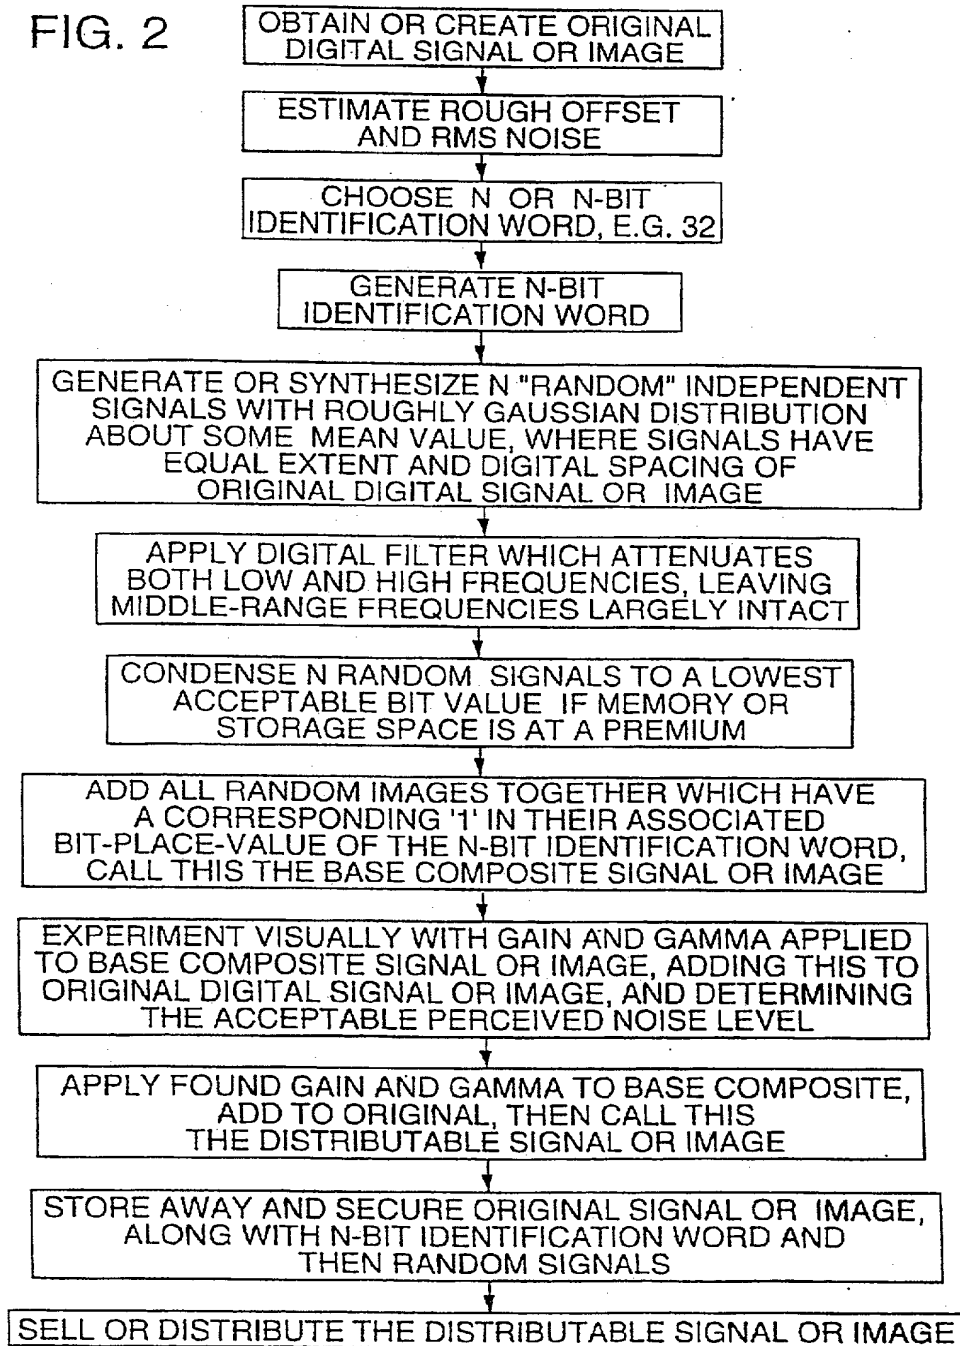 FIG. 2
OBTAIN OR CREATE ORIGINAL
DIGITAL SIGNAL OR IMAGE
ESTIMATE ROUGH OFFSET
AND RMS NOISE
CHOOSE N OR N-BIT
IDENTIFICATION WORD, E.G. 32
GENERATE N-BIT
IDENTIFICATION WORD
GENERATE OR SYNTHESIZE N "RANDOM" INDEPENDENT
SIGNALS WITH ROUGHLY GAUSSIAN DISTRIBUTION
ABOUT SOME MEAN VALUE, WHERE SIGNALS HAVE
EQUAL EXTENT AND DIGITAL SPACING OF
ORIGINAL DIGITAL SIGNAL OR IMAGE
APPLY DIGITAL FILTER WHICH ATTENUATES
BOTH LOW AND HIGH FREQUENCIES, LEAVING
MIDDLE-RANGE FREQUENCIES LARGELY INTACT
CONDENSE N RANDOM SIGNALS TO A LOWEST
ACCEPTABLE BIT VALUE IF MEMORY OR
STORAGE SPACE IS AT A PREMIUM
ADD ALL RANDOM IMAGES TOGETHER WHICH HAVE
A CORRESPONDING '1' IN THEIR ASSOCIATED
BIT-PLACE-VALUE OF THE N-BIT IDENTIFICATION WORD,
CALL THIS THE BASE COMPOSITE SIGNAL OR IMAGE
EXPERIMENT VISUALLY WITH GAIN AND GAMMA APPLIED
TO BASE COMPOSITE SIGNAL OR IMAGE, ADDING THIS TO
ORIGINAL DIGITAL SIGNAL OR IMAGE, AND DETERMINING
THE ACCEPTABLE PERCEIVED NOISE LEVEL
APPLY FOUND GAIN AND GAMMA TO BASE COMPOSITE,
ADD TO ORIGINAL, THEN CALL THIS
THE DISTRIBUTABLE SIGNAL OR IMAGE
STORE AWAY AND SECURE ORIGINAL SIGNAL OR IMAGE,
ALONG WITH N-BIT IDENTIFICATION WORD AND
THEN RANDOM SIGNALS
SELL OR DISTRIBUTE THE DISTRIBUTABLE SIGNAL OR IMAGE